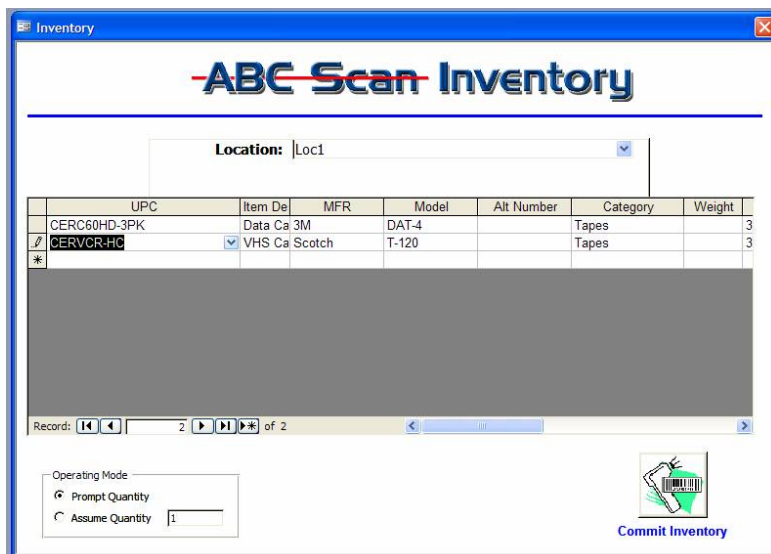 Inventory
ABC Scan Inventory
Location: Loc1
UPC Item De MFR Model Alt Number Category Weight
CERC60HD-3PK Data Ca 3M DAT-4 Tapes 3
CERVCR-HC VHS Ca Scotch T-120 Tapes 3
Record: 2 of 2
Operating Mode
Prompt Quantity
Assume Quantity 1
Commit Inventory